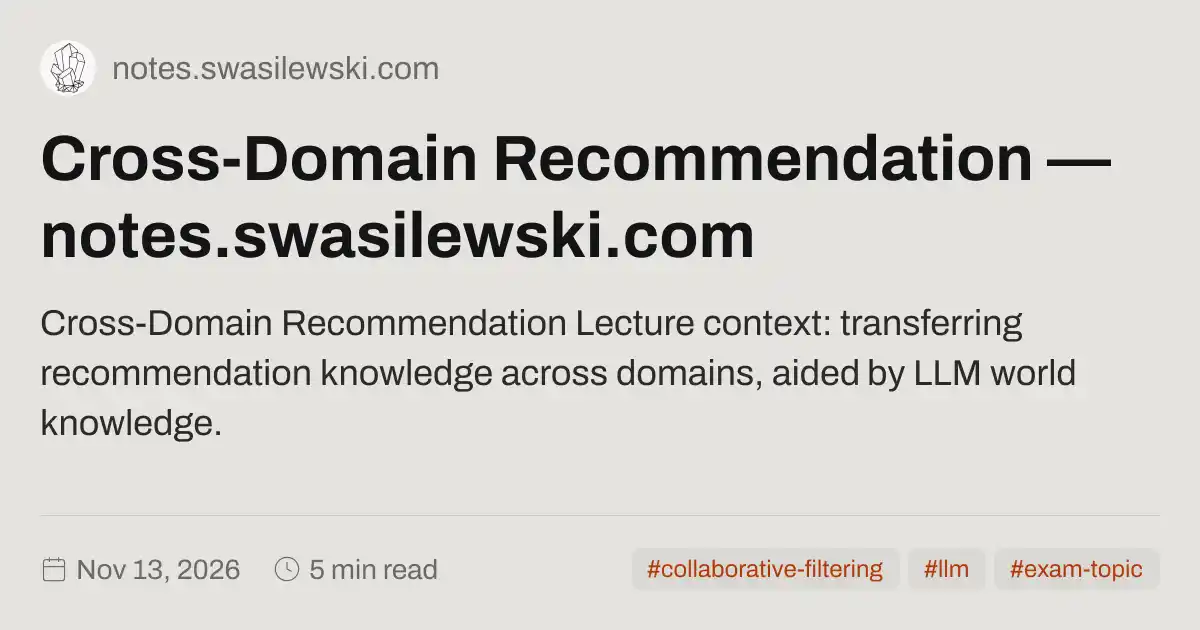 notes.swasilewski.com
Cross-Domain Recommendation —
notes.swasilewski.com
Cross-Domain Recommendation Lecture context: transferring
recommendation knowledge across domains, aided by LLM world
knowledge.
Nov 13, 2026
5 min read
#collaborative-filtering
#llm
#exam-topic